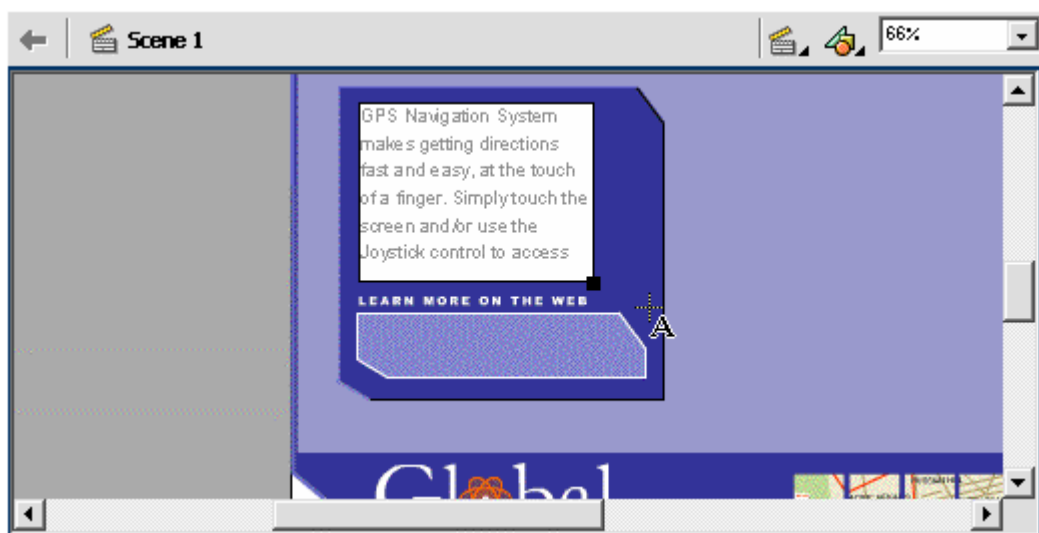 Scene 1
66%
GPS Navigation System
makes getting directions
fast and easy, at the touch
of a finger. Simply touch the
screen and/or use the
Joystick control to access
LEARN MORE ON THE WEB
A
Global